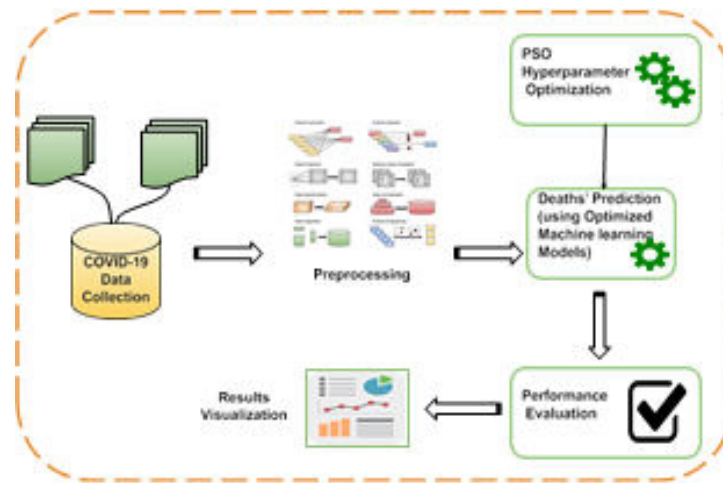 PSO
Hyperparameter
Optimization
COVID-19
Data
Collection
Preprocessing
Deaths' Prediction
(using Optimized
Machine learning
Models)
Results
Visualization
Performance
Evaluation